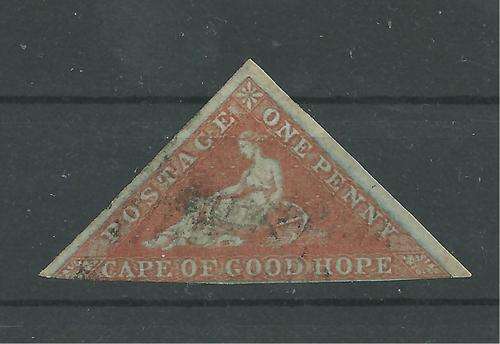 POSTAGE
ONE PENNY
CAPE OF GOOD HOPE